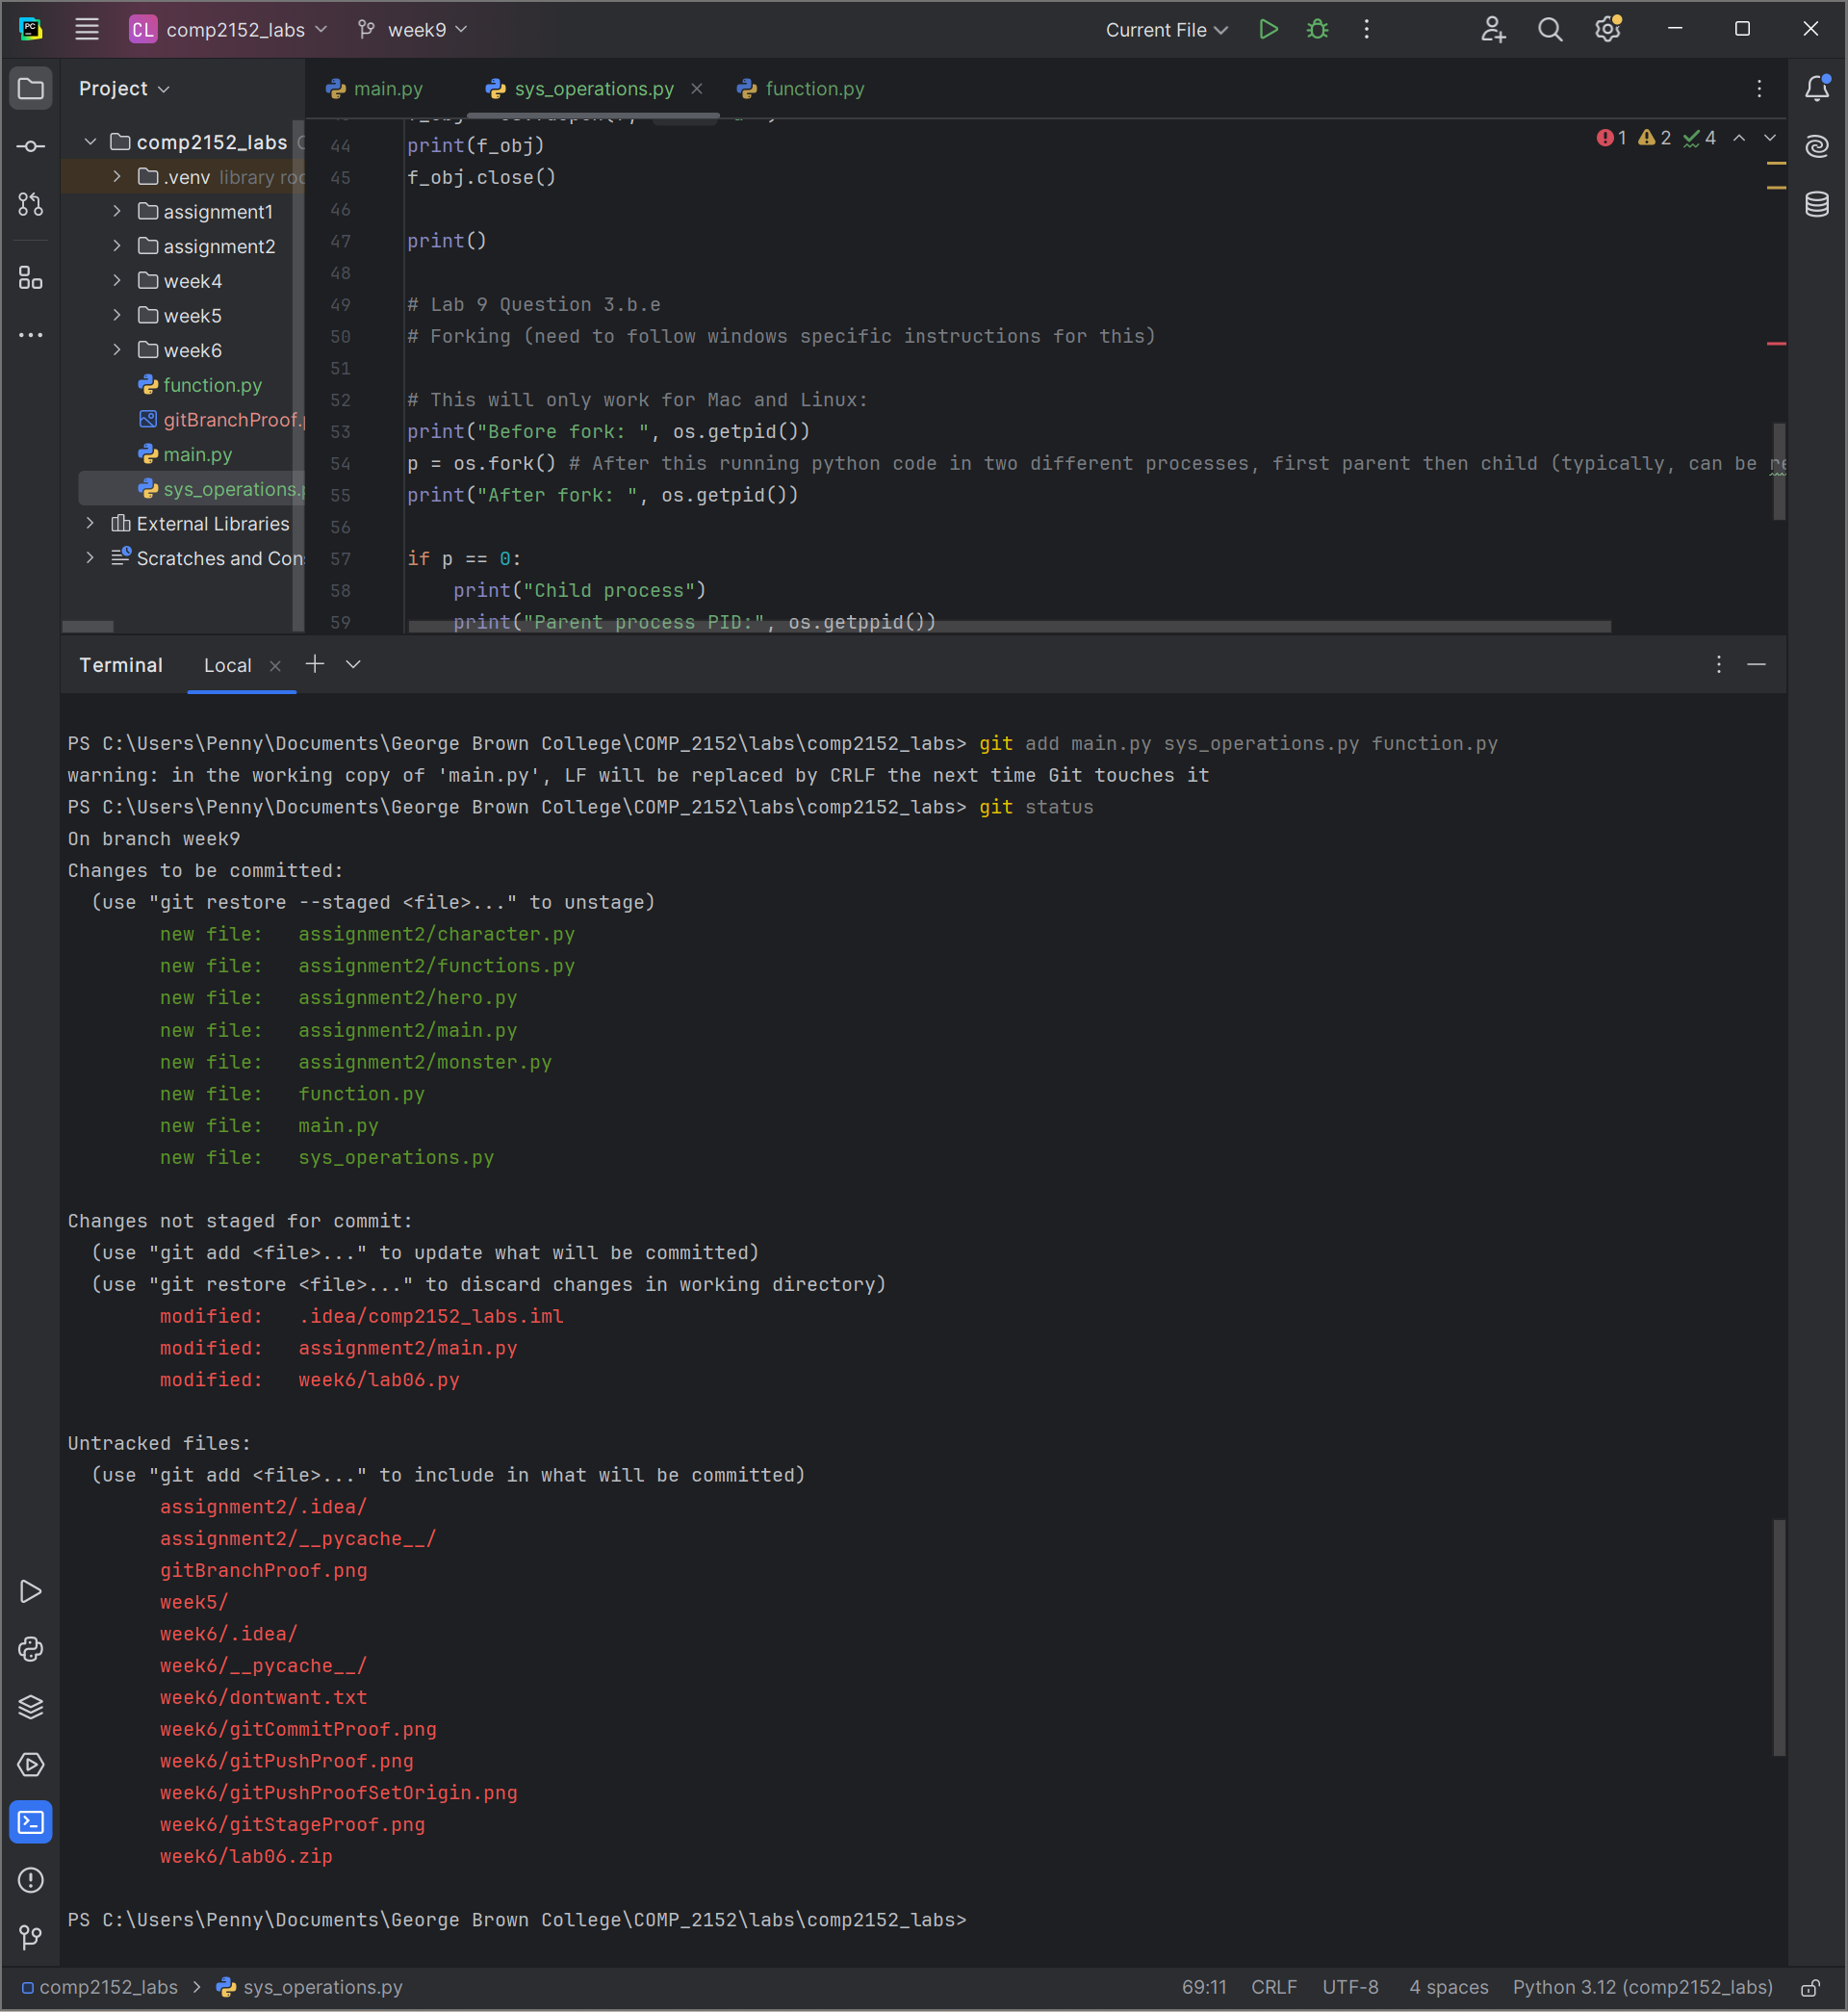 PC
CL comp2152_labs week9 Current File
Project
main.py sys_operations.py function.py
comp2152_labs
.venv library
assignment1
assignment2
week4
week5
week6
function.py
gitBranchProof.
main.py
sys_operations.
External Libraries
Scratches and
1 2 4
44 print(f_obj)
45 f_obj.close()
46
47 print()
48
49 # Lab 9 Question 3.b.e
50 # Forking (need to follow windows specific instructions for this)
51
52 # This will only work for Mac and Linux:
53 print("Before fork: ", os.getpid())
54 p = os.fork() # After this running python code in two different processes, first parent then child (typically, can be
55 print("After fork: ", os.getpid())
56
57 if p == 0:
58 print("Child process")
59 print("Parent process PID:", os.getppid())
Terminal Local
PS C:\Users\Penny\Documents\George Brown College\COMP_2152\labs\comp2152_labs> git add main.py sys_operations.py function.py
warning: in the working copy of 'main.py', LF will be replaced by CRLF the next time Git touches it
PS C:\Users\Penny\Documents\George Brown College\COMP_2152\labs\comp2152_labs> git status
On branch week9
Changes to be committed:
(use "git restore --staged <file>..." to unstage)
new file: assignment2/character.py
new file: assignment2/functions.py
new file: assignment2/hero.py
new file: assignment2/main.py
new file: assignment2/monster.py
new file: function.py
new file: main.py
new file: sys_operations.py
Changes not staged for commit:
(use "git add <file>..." to update what will be committed)
(use "git restore <file>..." to discard changes in working directory)
modified: .idea/comp2152_labs.iml
modified: assignment2/main.py
modified: week6/lab06.py
Untracked files:
(use "git add <file>..." to include in what will be committed)
assignment2/.idea/
assignment2/__pycache__/
gitBranchProof.png
week5/
week6/.idea/
week6/__pycache__/
week6/dontwant.txt
week6/gitCommitProof.png
week6/gitPushProof.png
week6/gitPushProofSetOrigin.png
week6/gitStageProof.png
week6/lab06.zip
PS C:\Users\Penny\Documents\George Brown College\COMP_2152\labs\comp2152_labs>
comp2152_labs > sys_operations.py 69:11 CRLF UTF-8 4 spaces Python 3.12 (comp2152_labs)